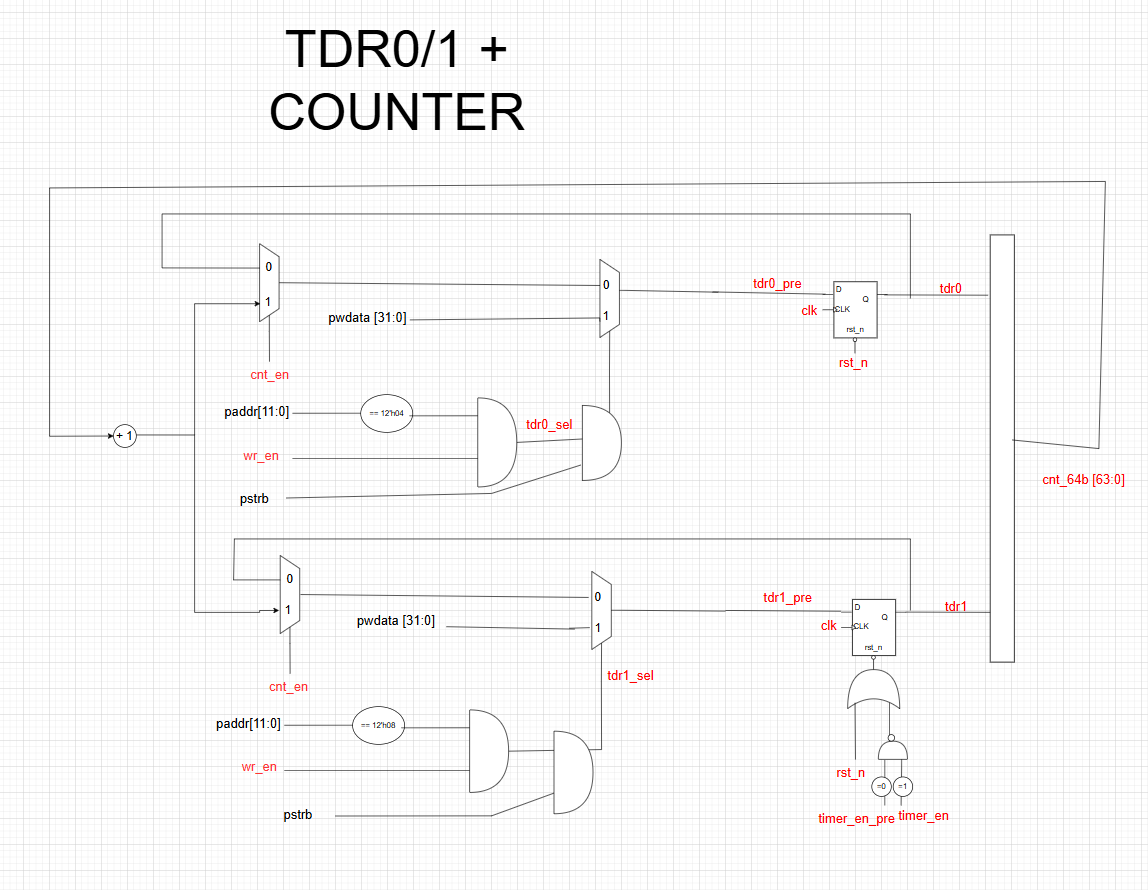 TDR0/1 +
COUNTER
0
1
cnt_en
pwdata [31:0]
0
1
tdr0_pre
D
Q
CLK
rst_n
clk
rst_n
tdr0
paddr[11:0]
== 12'h04
tdr0_sel
wr_en
pstrb
+ 1
cnt_64b [63:0]
0
1
cnt_en
pwdata [31:0]
0
1
tdr1_pre
D
Q
CLK
rst_n
clk
tdr1
tdr1_sel
paddr[11:0]
== 12'h08
wr_en
pstrb
rst_n
=0
=1
timer_en_pre
timer_en